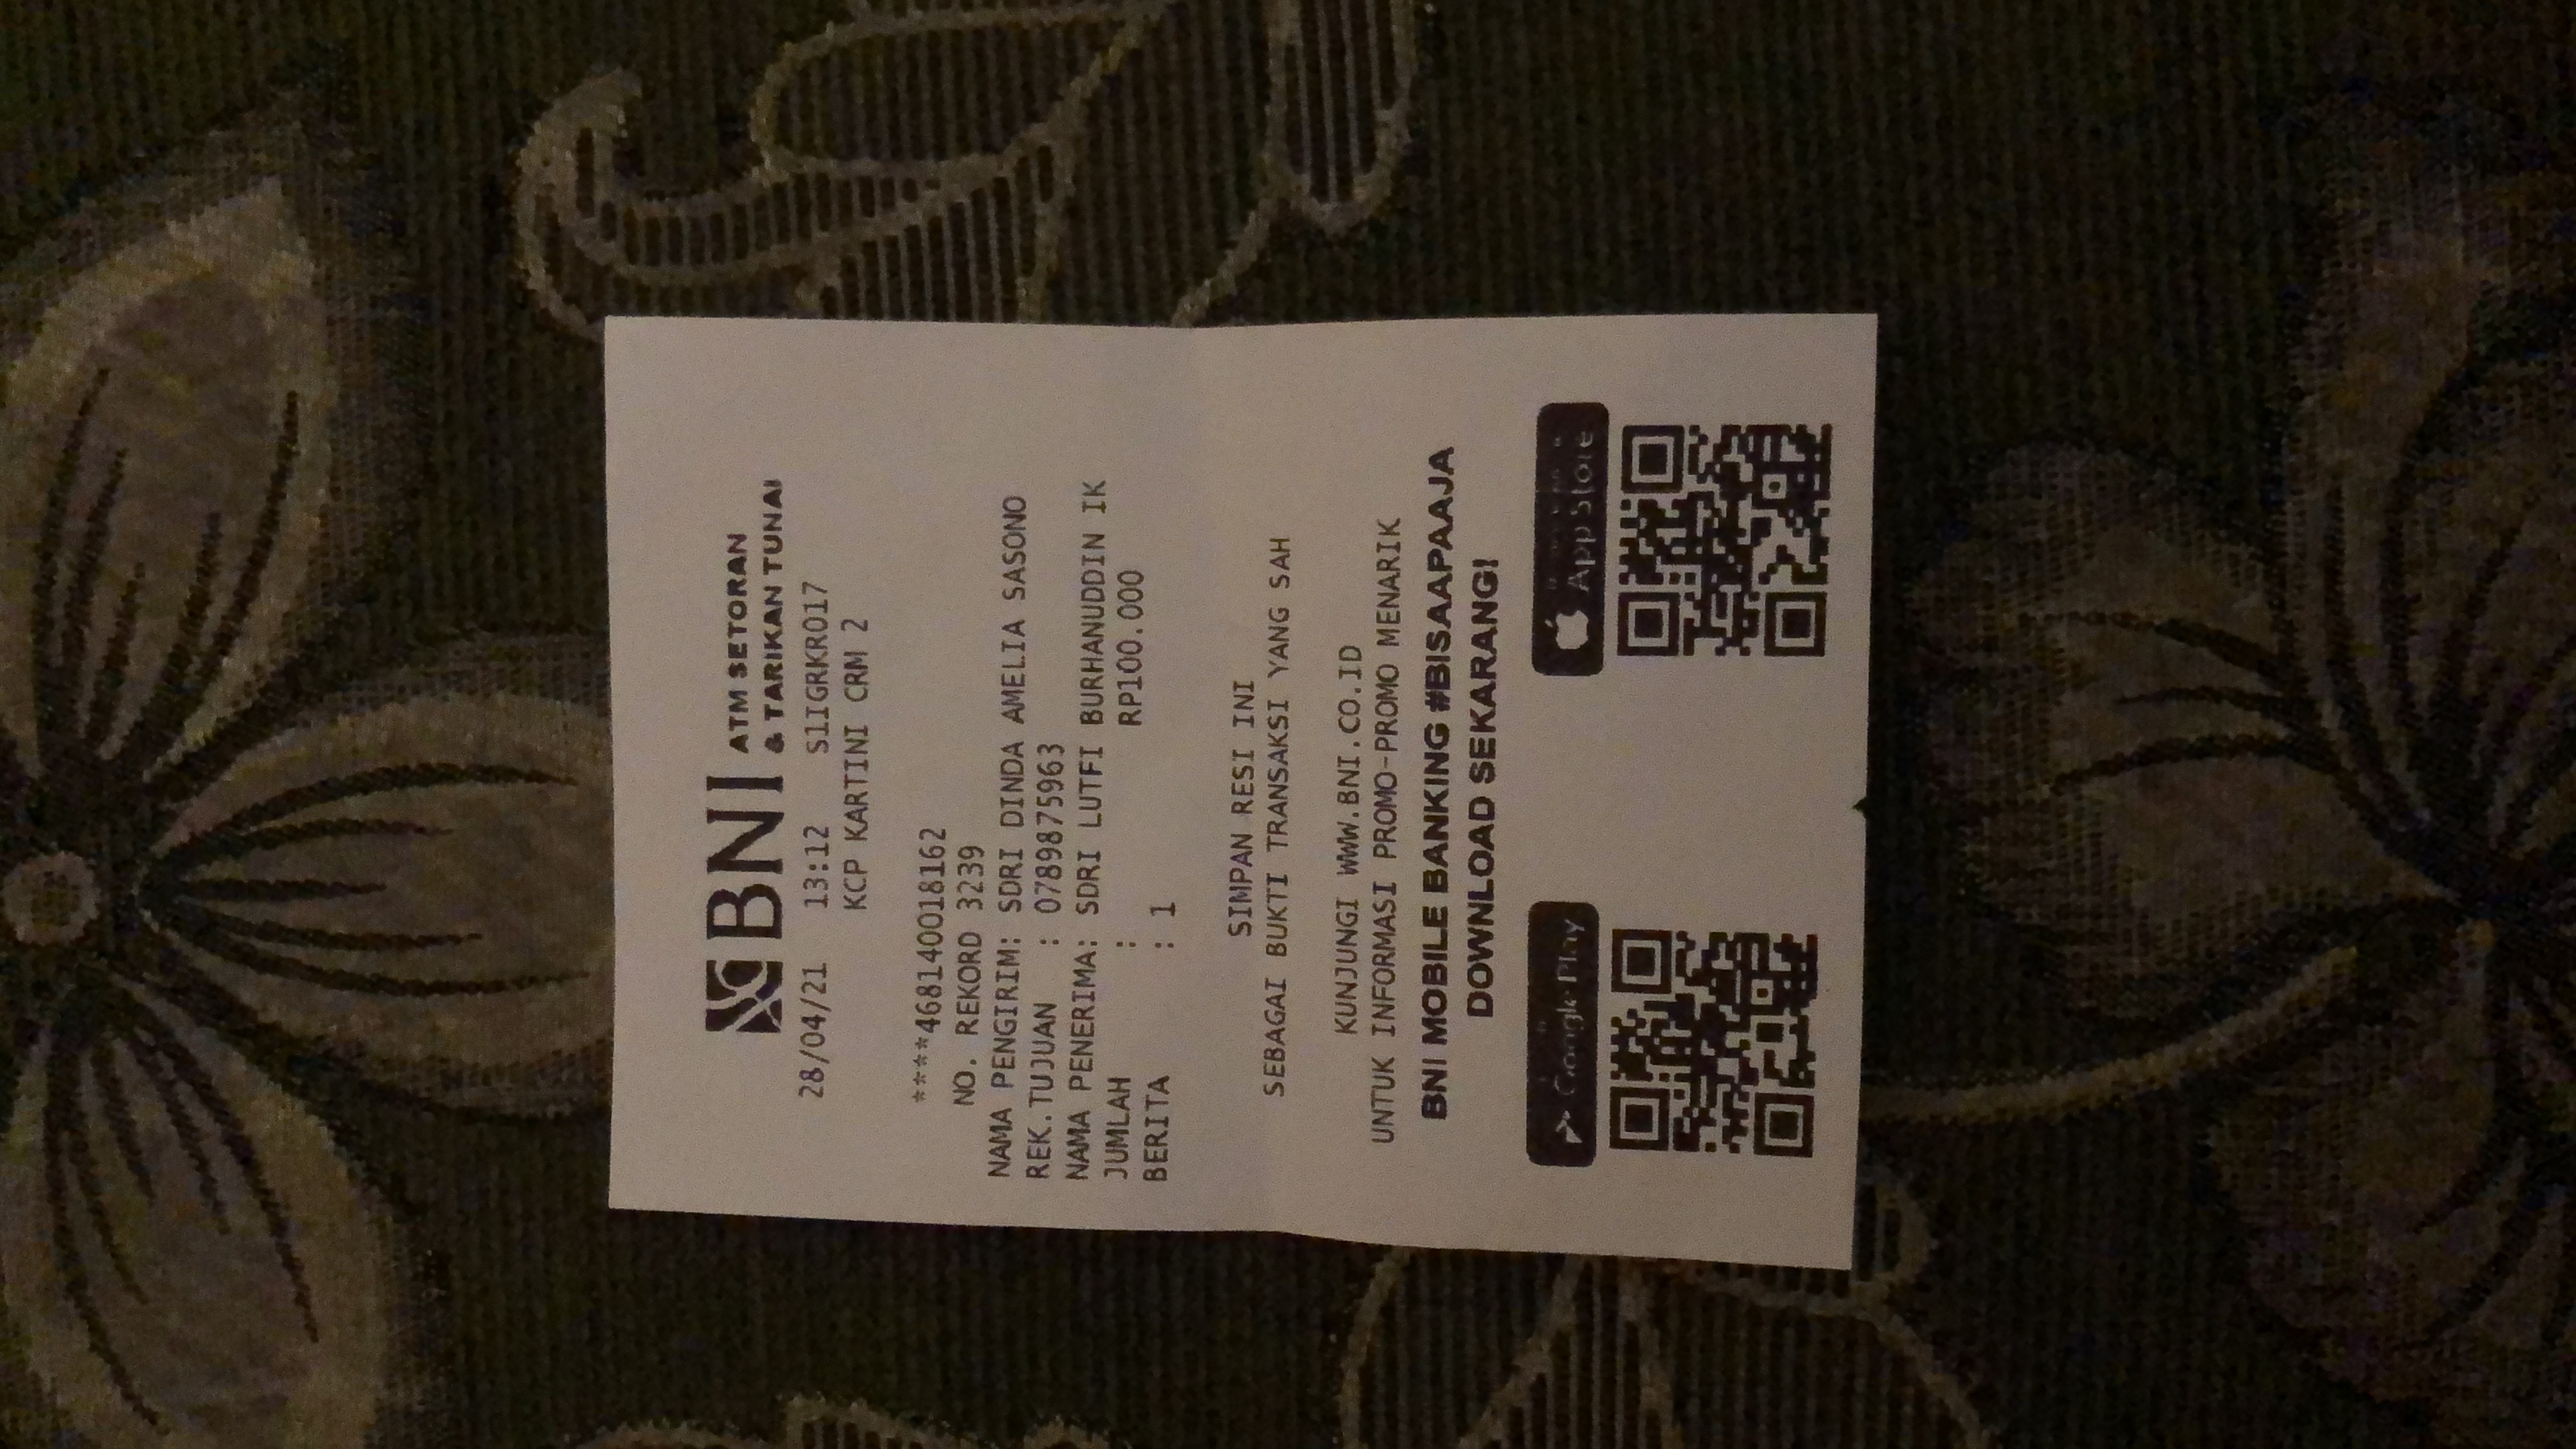 BNI ATM SETORAN
& TARIKAN TUNAI
28/04/21 13:12 S1IGRKR017
KCP KARTINI CRM 2
****468140018162
NO. REKORD 3239
NAMA PENGIRIM: SDRI DINDA AMELIA SASONO
REK.TUJUAN : 0789875963
NAMA PENERIMA: SDRI LUTFI BURHANUDDIN IK
JUMLAH : RP100.000
BERITA : 1
SIMPAN RESI INI
SEBAGAI BUKTI TRANSAKSI YANG SAH
KUNJUNGI WWW.BNI.CO.ID
UNTUK INFORMASI PROMO-PROMO MENARIK
BNI MOBILE BANKING #BISAAPAAJA
DOWNLOAD SEKARANG!
Google Play App Store